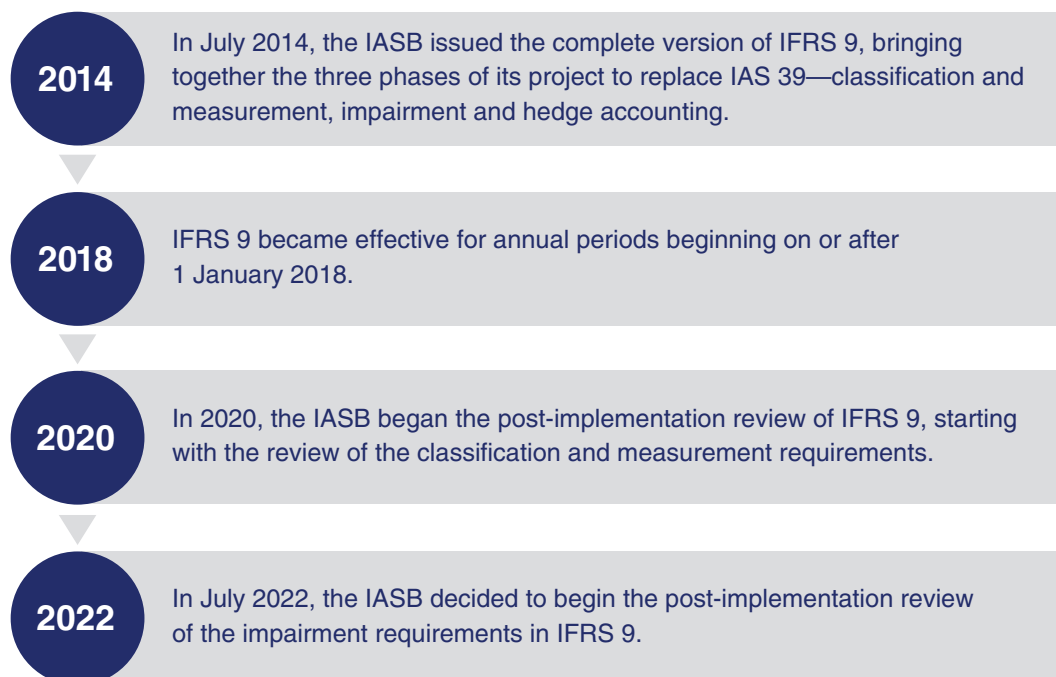 2014
In July 2014, the IASB issued the complete version of IFRS 9, bringing
together the three phases of its project to replace IAS 39—classification and
measurement, impairment and hedge accounting.
2018
IFRS 9 became effective for annual periods beginning on or after
1 January 2018.
2020
In 2020, the IASB began the post-implementation review of IFRS 9, starting
with the review of the classification and measurement requirements.
2022
In July 2022, the IASB decided to begin the post-implementation review
of the impairment requirements in IFRS 9.